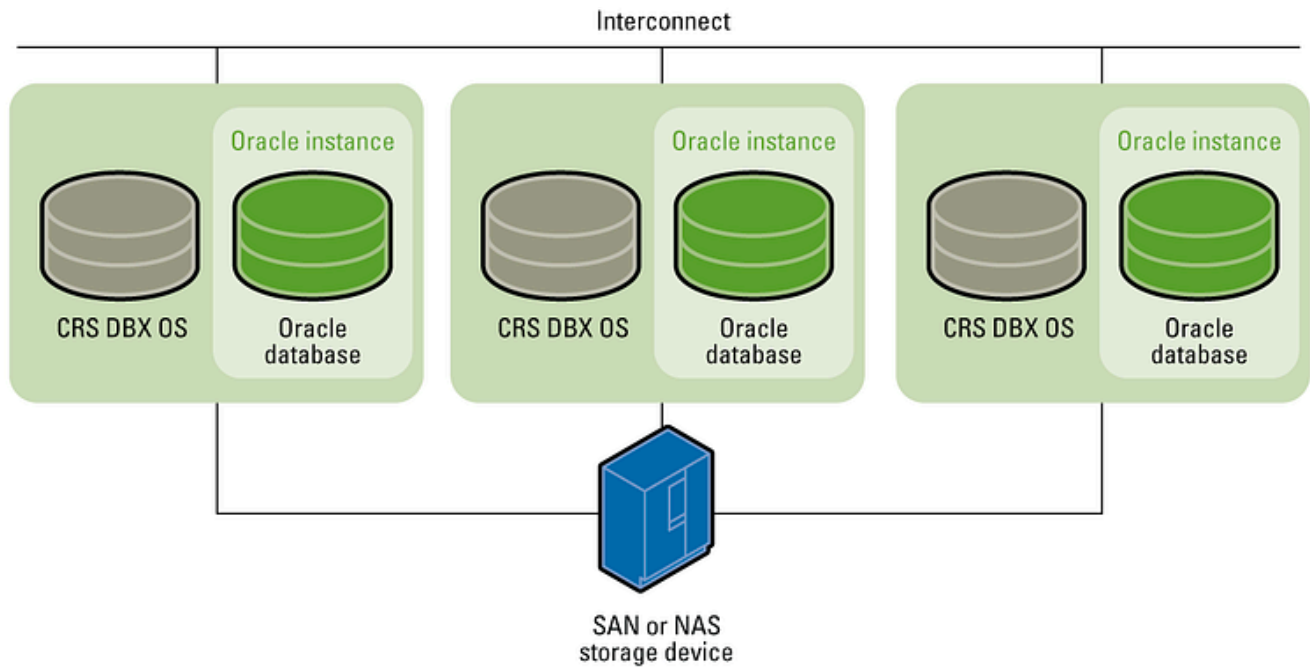 Interconnect
Oracle instance
Oracle instance
Oracle instance
CRS DBX OS
Oracle
database
CRS DBX OS
Oracle
database
CRS DBX OS
Oracle
database
SAN or NAS
storage device